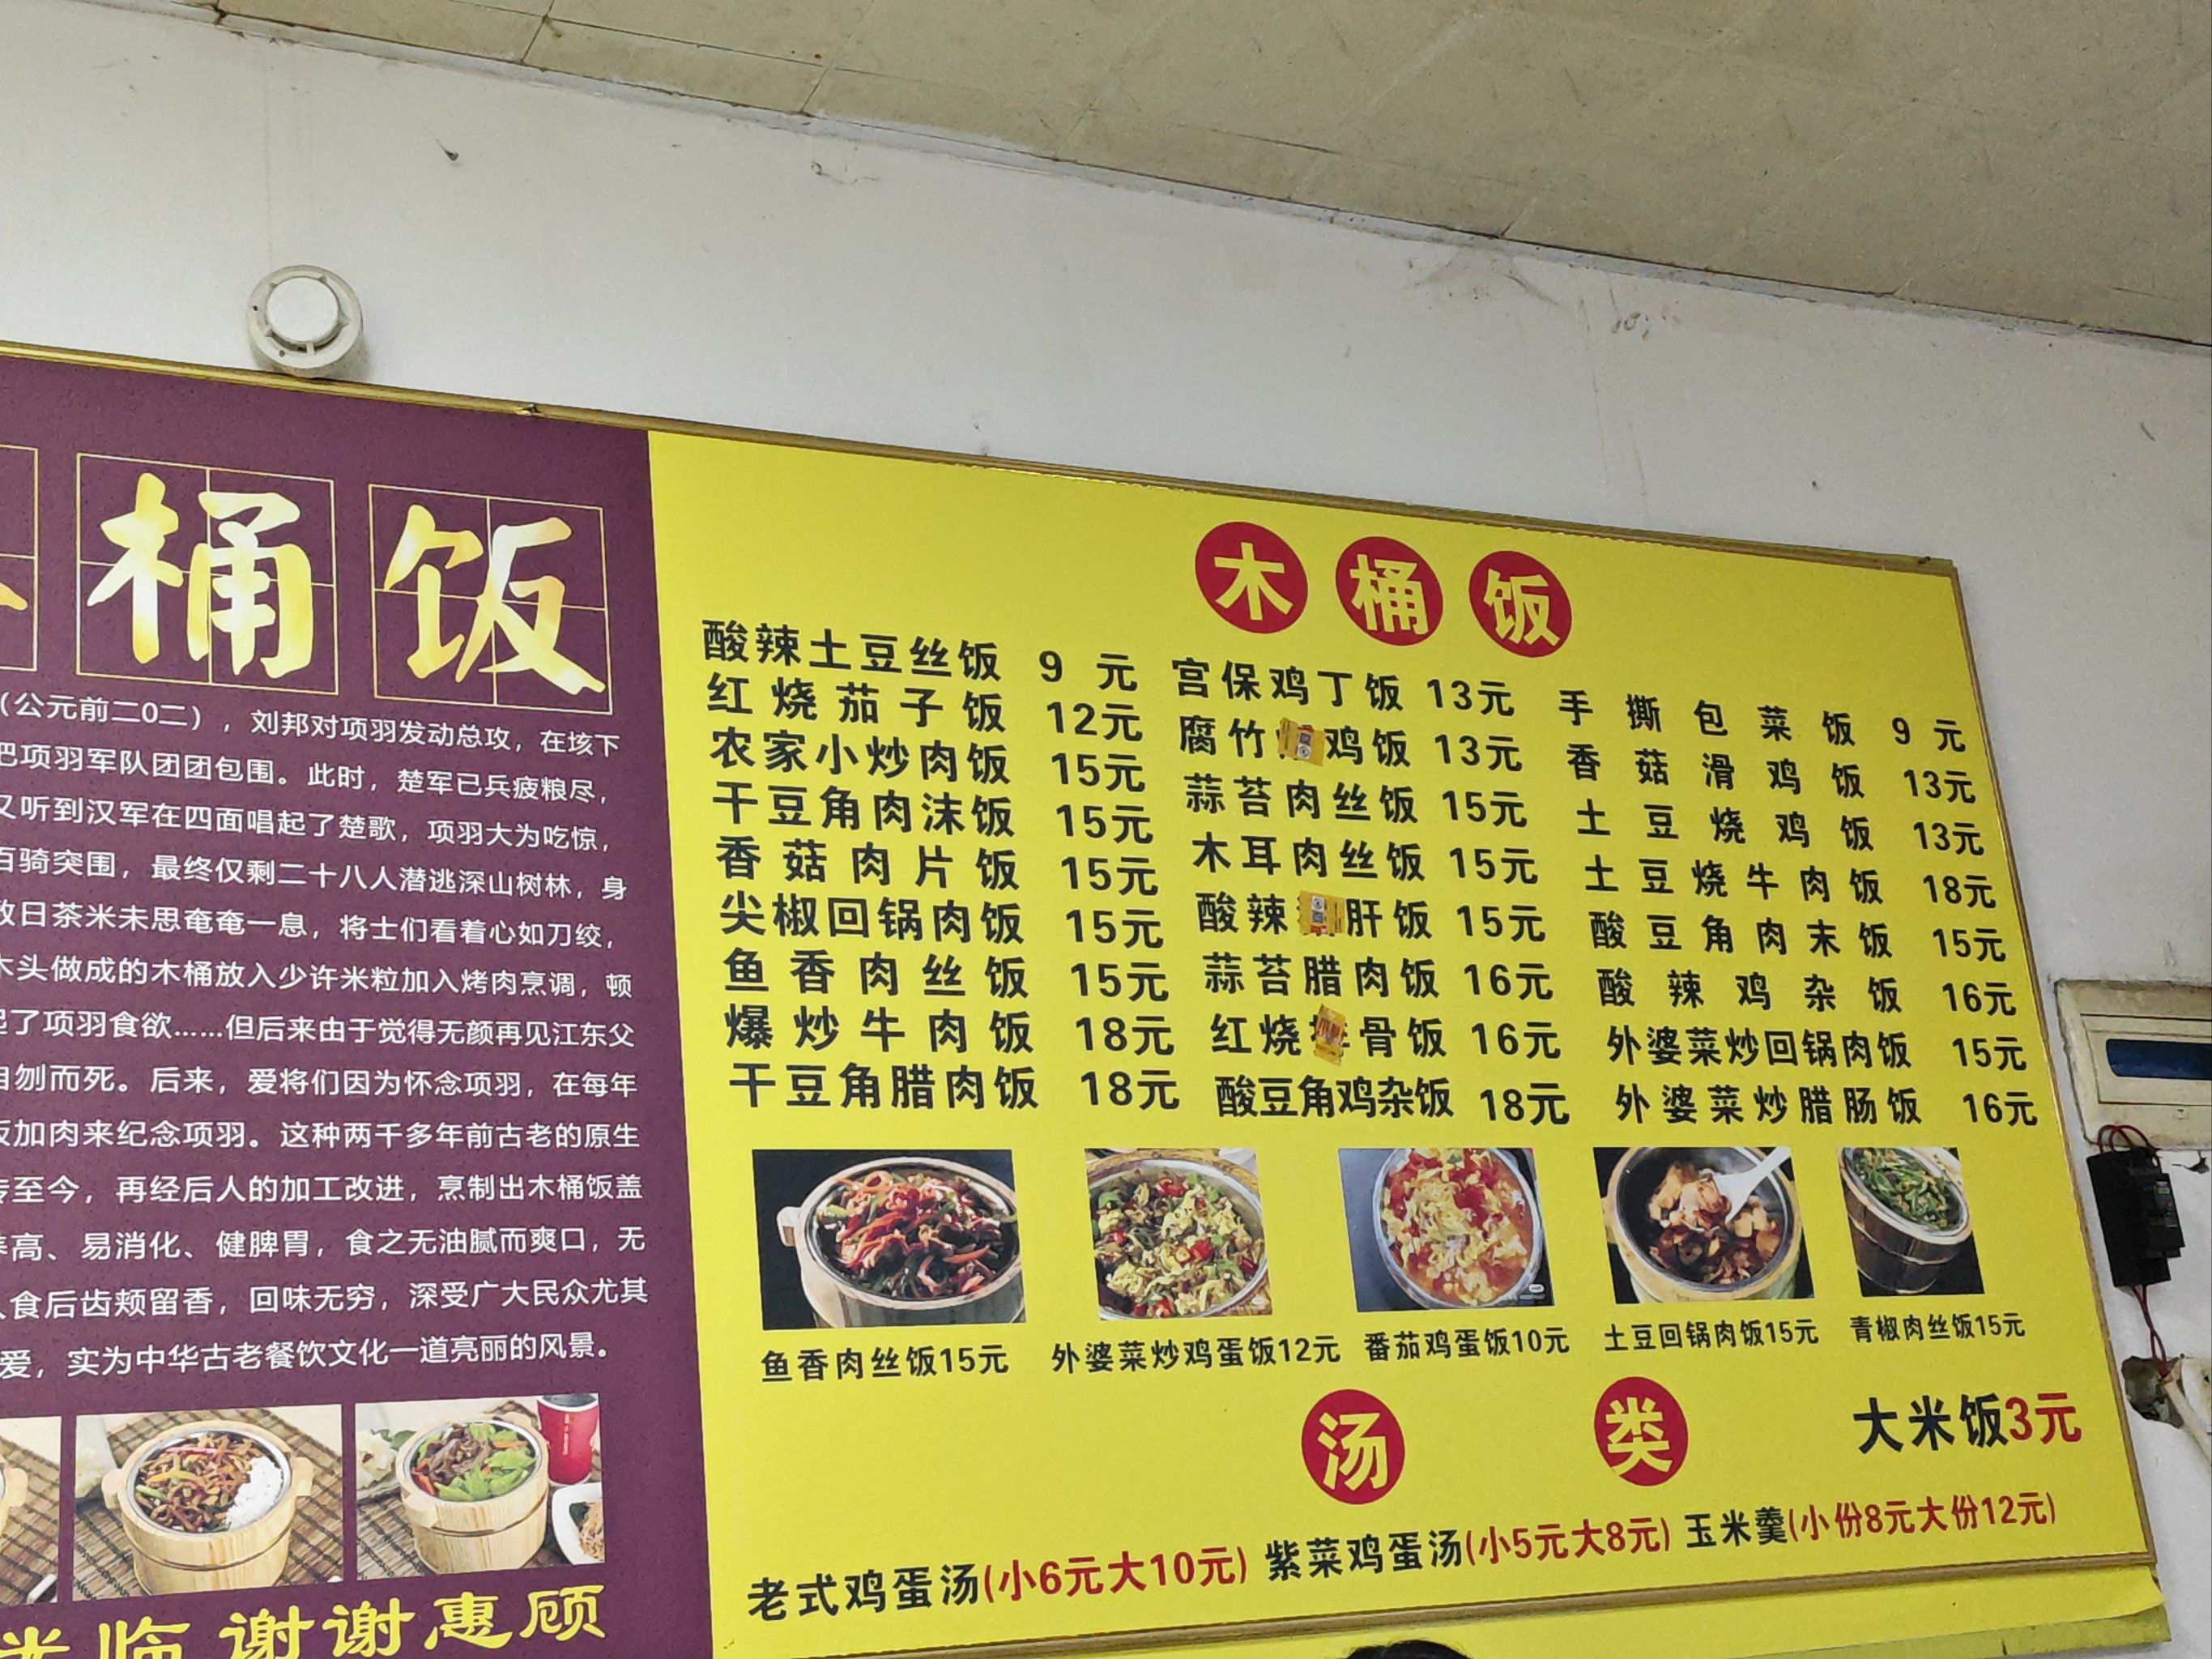 桶饭
（公元前二0二），刘邦对项羽发动总攻，在垓下
把项羽军队团团包围。此时，楚军已兵疲粮尽，
又听到汉军在四面唱起了楚歌，项羽大为吃惊，
百骑突围，最终仅剩二十八人潜逃深山树林，身
数日茶米未思奄奄一息，将士们看着心如刀绞，
木头做成的木桶放入少许米粒加入烤肉烹调，顿
起了项羽食欲......但后来由于觉得无颜再见江东父
自刎而死。后来，爱将们因为怀念项羽，在每年
饭加肉来纪念项羽。这种两千多年前古老的原生
传至今，再经后人的加工改进，烹制出木桶饭盖
养高、易消化、健脾胃，食之无油腻而爽口，无
食后齿颊留香，回味无穷，深受广大民众尤其
爱，实为中华古老餐饮文化一道亮丽的风景。
光临 谢谢惠顾
木桶饭
酸辣土豆丝饭 9元
红烧茄子饭 12元
农家小炒肉饭 15元
干豆角肉沫饭 15元
香菇肉片饭 15元
尖椒回锅肉饭 15元
鱼香肉丝饭 15元
爆炒牛肉饭 18元
干豆角腊肉饭 18元
宫保鸡丁饭 13元
腐竹鸡饭 13元
蒜苔肉丝饭 15元
木耳肉丝饭 15元
酸辣肝饭 15元
蒜苔腊肉饭 16元
红烧骨饭 16元
酸豆角鸡杂饭 18元
手撕包菜饭 9元
香菇滑鸡饭 13元
土豆烧鸡饭 13元
土豆烧牛肉饭 18元
酸豆角肉末饭 15元
酸辣鸡杂饭 16元
外婆菜炒回锅肉饭 15元
外婆菜炒腊肠饭 16元
鱼香肉丝饭15元
外婆菜炒鸡蛋饭12元
番茄鸡蛋饭10元
土豆回锅肉饭15元
青椒肉丝饭15元
汤类
大米饭3元
老式鸡蛋汤(小6元大10元) 紫菜鸡蛋汤(小5元大8元) 玉米羹(小份8元大份12元)